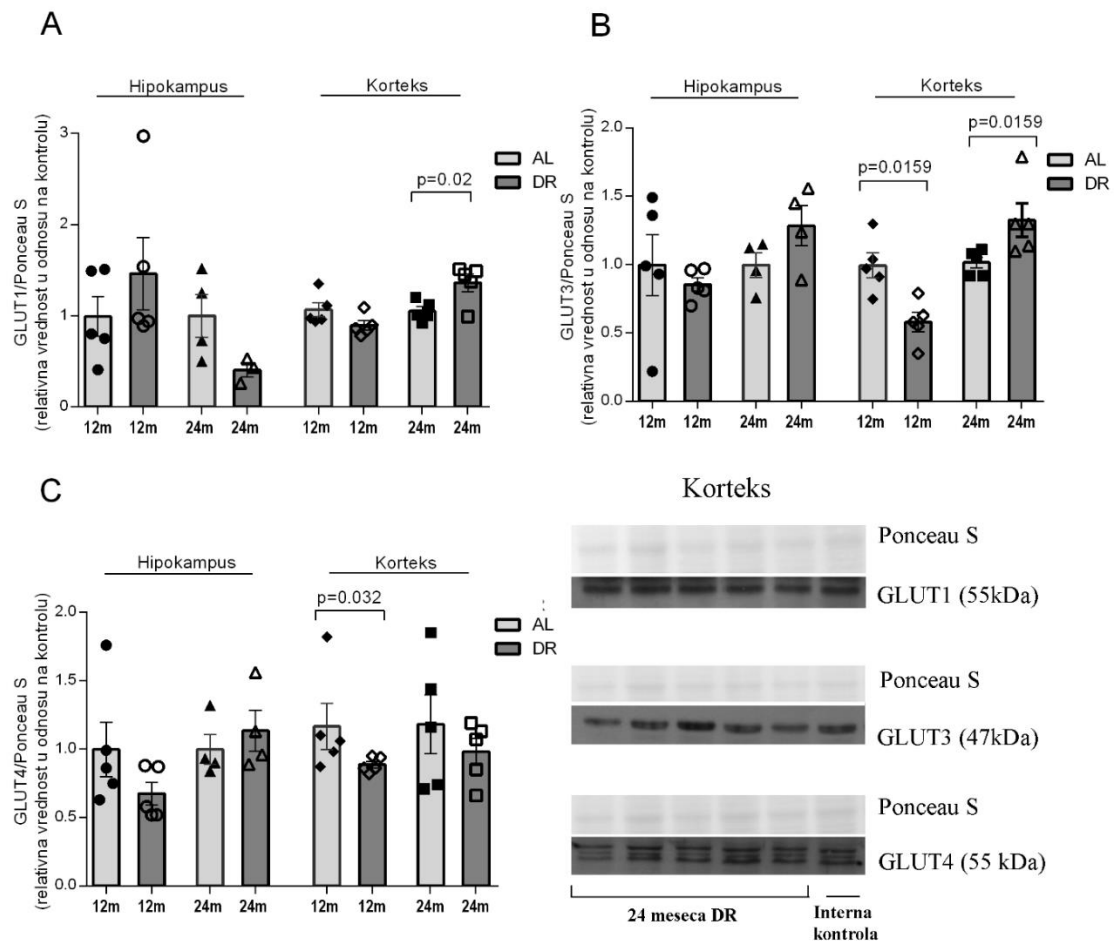 A
Hipokampus
Korteks
GLUT1/Ponceau S
(relativna vrednost u odnosu na kontrolu)
3
2
1
0
p=0.02
AL
DR
12m 12m 24m 24m 12m 12m 24m 24m
B
Hipokampus
Korteks
GLUT3/Ponceau S
(relativna vrednost u odnosu na kontrolu)
2.0
1.5
1.0
0.5
0.0
p=0.0159
p=0.0159
AL
DR
12m 12m 24m 24m 12m 12m 24m 24m
C
Hipokampus
Korteks
GLUT4/Ponceau S
(relativna vrednost u odnosu na kontrolu)
2.0
1.5
1.0
0.5
0.0
p=0.032
AL
DR
12m 12m 24m 24m 12m 12m 24m 24m
Korteks
Ponceau S
GLUT1 (55kDa)
Ponceau S
GLUT3 (47kDa)
Ponceau S
GLUT4 (55 kDa)
24 meseca DR
Interna
kontrola